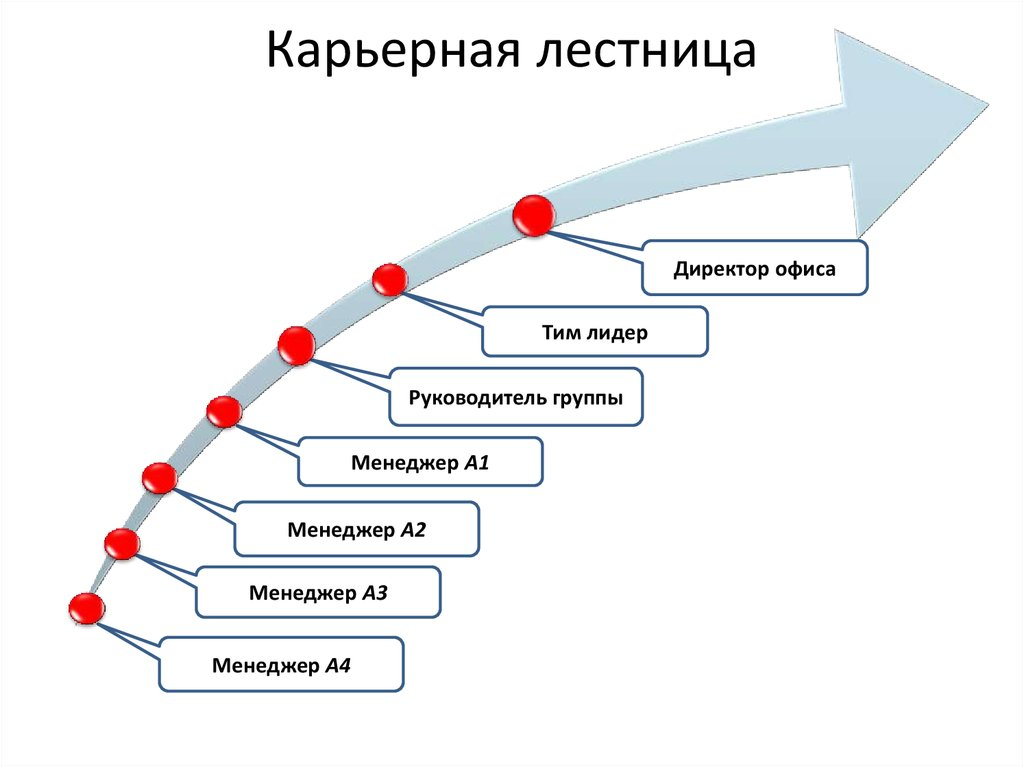 Карьерная лестница
Директор офиса
Тим лидер
Руководитель группы
Менеджер А1
Менеджер А2
Менеджер А3
Менеджер А4